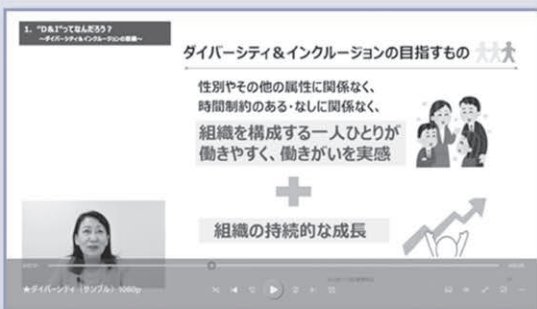 1. "D&I"ってなんだろう？
～ダイバーシティ&インクルージョンの意義～
ダイバーシティ&インクルージョンの目指すもの
性別やその他の属性に関係なく、
時間制約のある・なしに関係なく、
組織を構成する一人ひとりが
働きやすく、働きがいを実感
組織の持続的な成長
★ダイバーシティ（サンプル）1080p